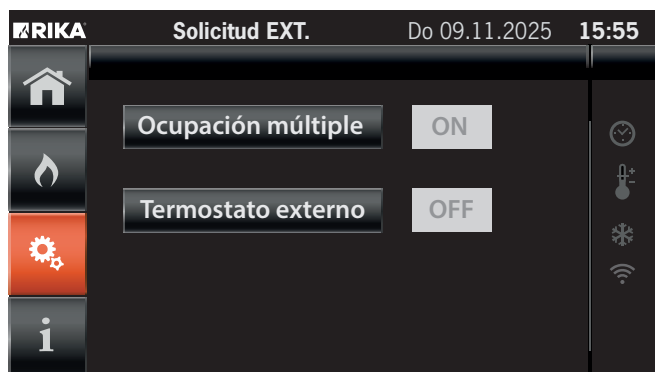 RIKA Solicitud EXT. Do 09.11.2025 15:55
Ocupación múltiple ON
Termostato externo OFF